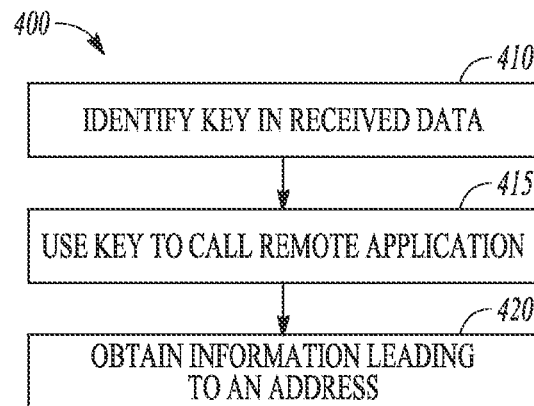 400
410
IDENTIFY KEY IN RECEIVED DATA
415
USE KEY TO CALL REMOTE APPLICATION
420
OBTAIN INFORMATION LEADING
TO AN ADDRESS